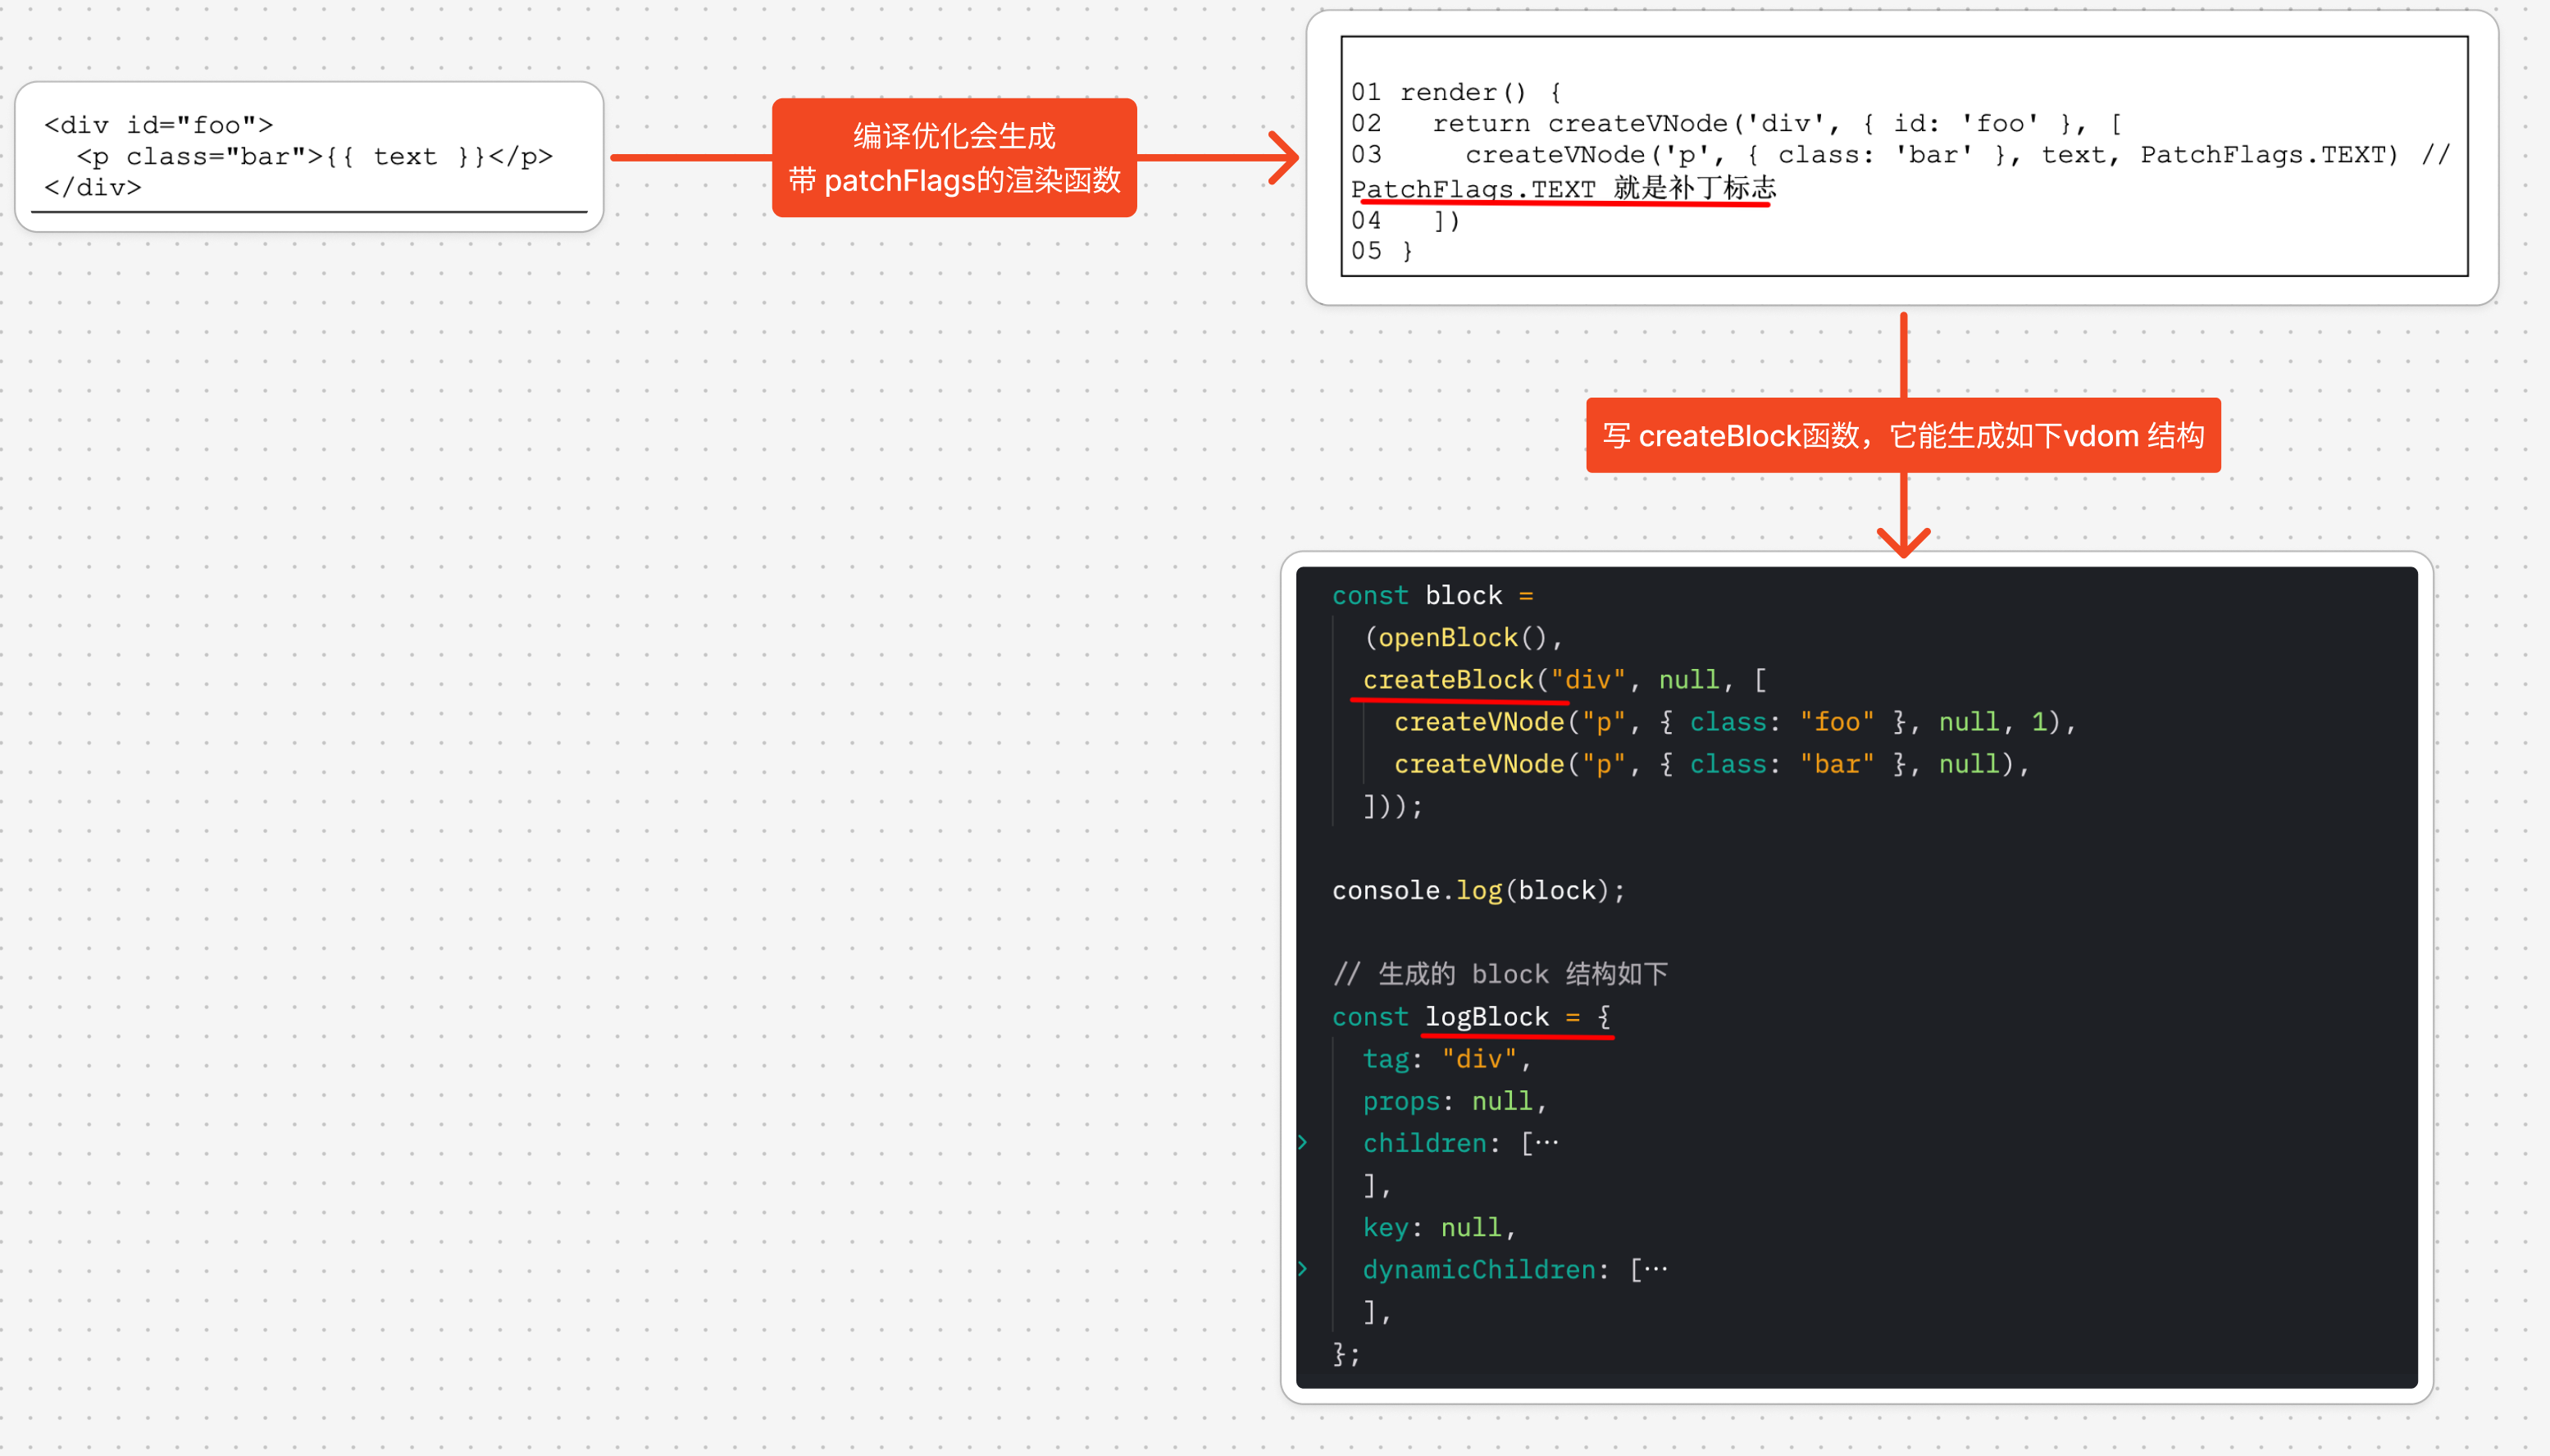 <div id="foo">
  <p class="bar">{{ text }}</p>
</div>
编译优化会生成
带 patchFlags的渲染函数
01 render() {
02   return createVNode('div', { id: 'foo' }, [
03     createVNode('p', { class: 'bar' }, text, PatchFlags.TEXT) //
PatchFlags.TEXT 就是补丁标志
04   ])
05 }
写 createBlock函数，它能生成如下vdom 结构
const block =
  (openBlock(),
  createBlock("div", null, [
    createVNode("p", { class: "foo" }, null, 1),
    createVNode("p", { class: "bar" }, null),
  ]));
console.log(block);
// 生成的 block 结构如下
const logBlock = {
  tag: "div",
  props: null,
  children: [···
  ],
  key: null,
  dynamicChildren: [···
  ],
};